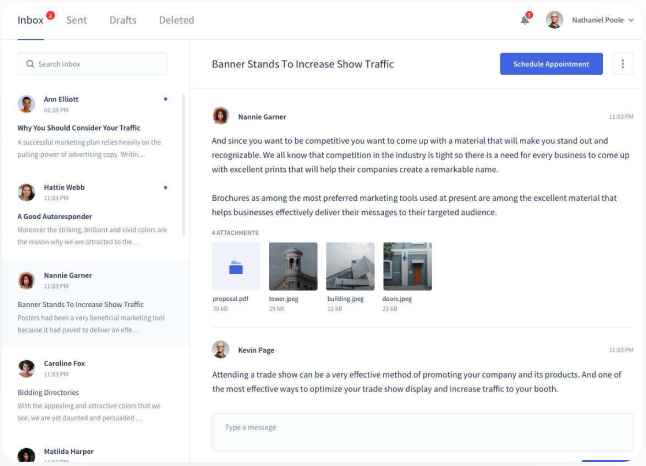 Inbox 2 Sent Drafts Deleted
2 Nathaniel Poole
Search inbox
Ann Elliott
01:28 PM
Why You Should Consider Your Traffic
A successful marketing plan relies heavily on the
pulling-power of advertising copy. Writin...
Hattie Webb
11:03 PM
A Good Autoresponder
Moreover the striking, brilliant and vivid colors are
the reason why we are attracted to the...
Nannie Garner
11:03 PM
Banner Stands To Increase Show Traffic
Posters had been a very beneficial marketing tool
because it had paved to deliver an effe...
Caroline Fox
11:03 PM
Bidding Directories
With the appealing and attractive colors that we
see, we are yet daunted and persuaded ...
Matilda Harper
Banner Stands To Increase Show Traffic
Schedule Appointment
Nannie Garner 11:03 PM
And since you want to be competitive you want to come up with a material that will make you stand out and
recognizable. We all know that competition in the industry is tight so there is a need for every business to come up
with excellent prints that will help their companies create a remarkable name.
Brochures as among the most preferred marketing tools used at present are among the excellent material that
helps businesses effectively deliver their messages to their targeted audience.
4 ATTACHMENTS
proposal.pdf tower.jpeg building.jpeg doors.jpeg
30 kB 28 kB 12 kB 23 kB
Kevin Page 11:03 PM
Attending a trade show can be a very effective method of promoting your company and its products. And one of
the most effective ways to optimize your trade show display and increase traffic to your booth.
Type a message